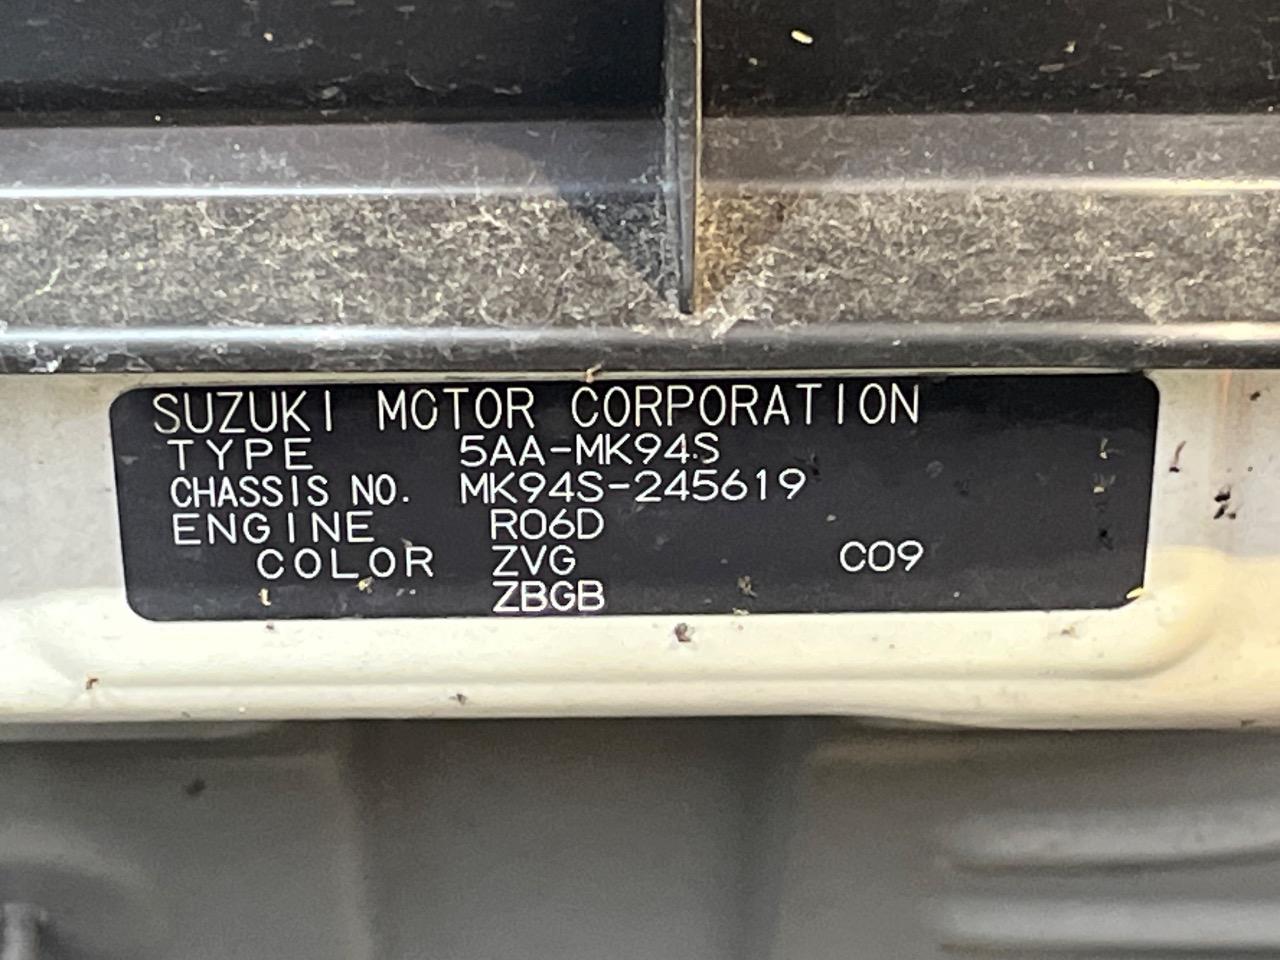 SUZUKI MOTOR CORPORATION
TYPE 5AA-MK94S
CHASSIS NO. MK94S-245619
ENGINE R06D
COLOR ZVG C09
ZBGB